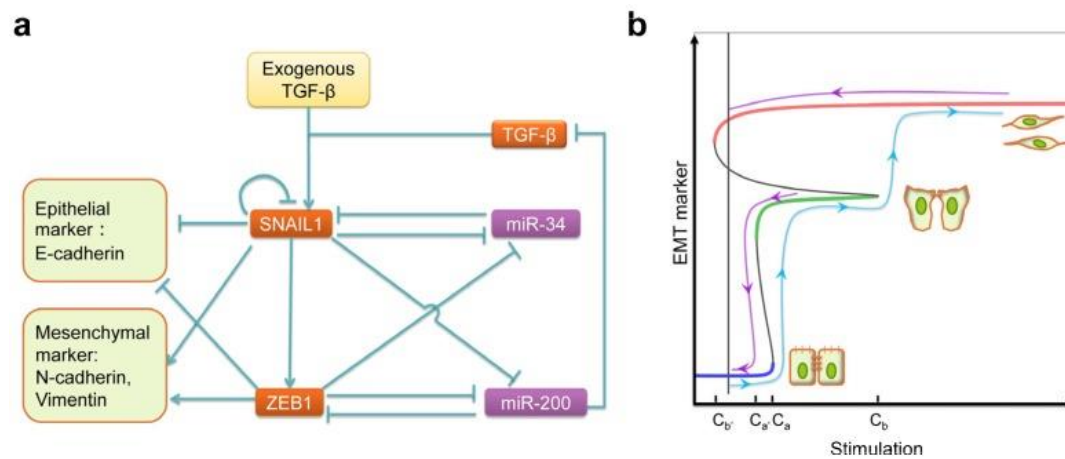 a
Exogenous
TGF-β
TGF-β
Epithelial
marker :
E-cadherin
SNAIL1
miR-34
Mesenchymal
marker:
N-cadherin,
Vimentin
ZEB1
miR-200
b
EMT marker
Cb′
Ca′
Ca
Cb
Stimulation